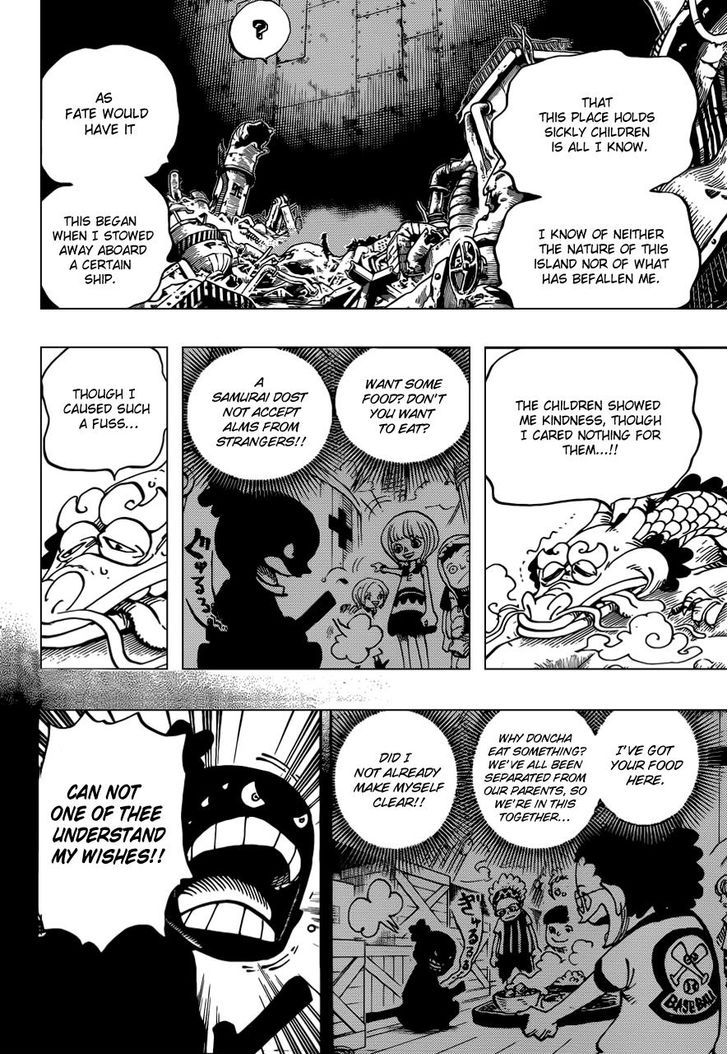 THAT
THIS PLACE HOLDS
SICKLY CHILDREN
IS ALL I KNOW.
I KNOW OF NEITHER
THE NATURE OF THIS
ISLAND NOR OF WHAT
HAS BEFALLEN ME.
?
AS
FATE WOULD
HAVE IT
THIS BEGAN
WHEN I STOWED
AWAY ABOARD
A CERTAIN
SHIP.
THE CHILDREN SHOWED
ME KINDNESS, THOUGH
I CARED NOTHING FOR
THEM...!!
WANT SOME
FOOD? DON'T
YOU WANT
TO EAT?
A
SAMURAI DOST
NOT ACCEPT
ALMS FROM
STRANGERS!!
THOUGH I
CAUSED SUCH
A FUSS...
I'VE GOT
YOUR FOOD
HERE.
WHY DONCHA
EAT SOMETHING?
WE'VE ALL BEEN
SEPARATED FROM
OUR PARENTS, SO
WE'RE IN THIS
TOGETHER...
DID I
NOT ALREADY
MAKE MYSELF
CLEAR!!
BASEBALL
CAN NOT
ONE OF THEE
UNDERSTAND
MY WISHES!!